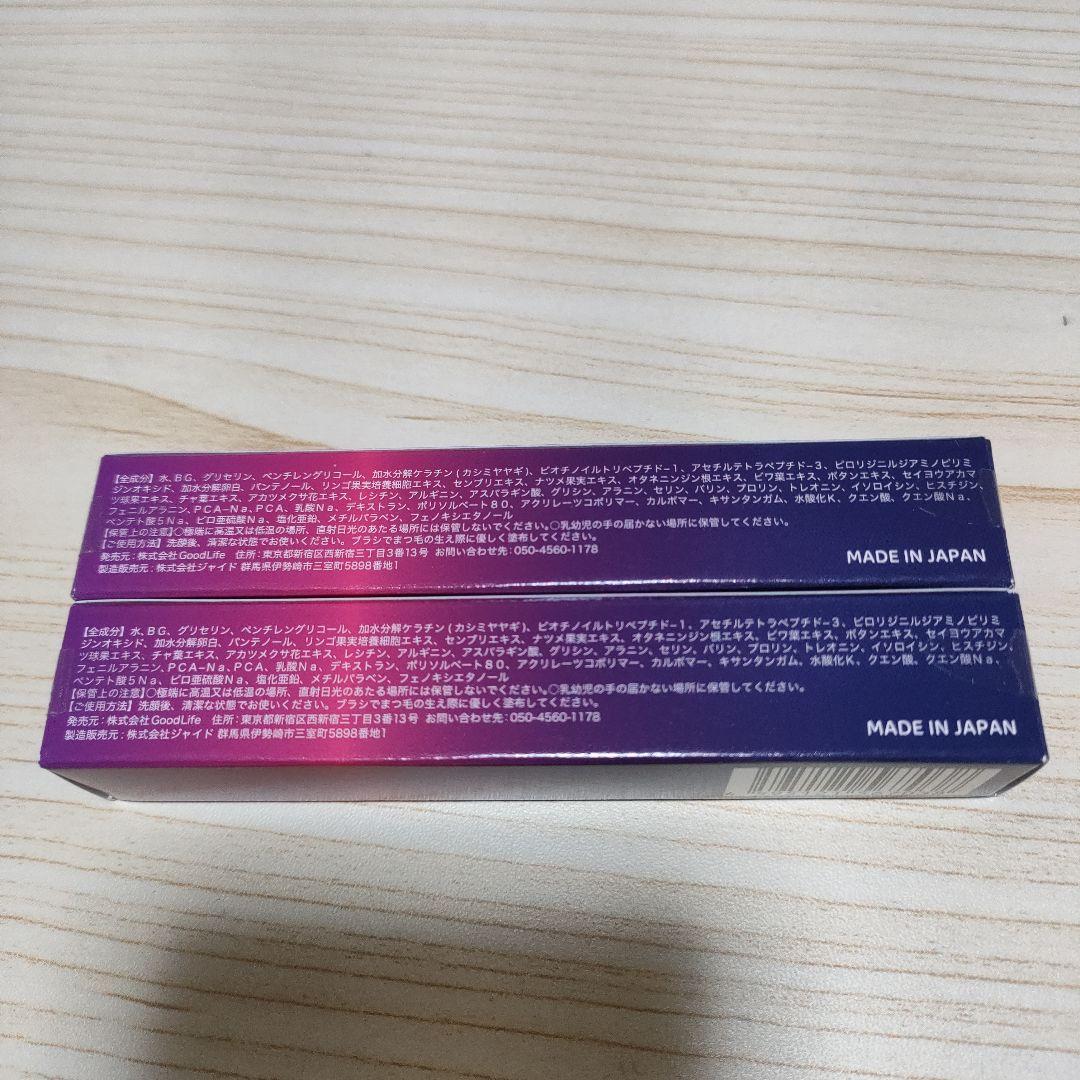 【全成分】水、BG、グリセリン、ペンチレングリコール、加水分解ケラチン(カシミヤヤギ)、ビオチノイルトリペプチド-1、アセチルテトラペプチド-3、ピロリジニルジアミノピリミ
ジンオキシド、加水分解卵白、パンテノール、リンゴ果実培養細胞エキス、センブリエキス、ナツメ果実エキス、オタネニンジン根エキス、ビワ葉エキス、ボタンエキス、セイヨウアカマ
ツ球果エキス、チャ葉エキス、アカツメクサ花エキス、レシチン、アルギニン、アスパラギン酸、グリシン、アラニン、セリン、バリン、プロリン、トレオニン、イソロイシン、ヒスチジン、
フェニルアラニン、PCA-Na、PCA、乳酸Na、デキストラン、ポリソルベート80、アクリレーツコポリマー、カルボマー、キサンタンガム、水酸化K、クエン酸、クエン酸Na、
ペンテト酸5Na、ピロ亜硫酸Na、塩化亜鉛、メチルパラベン、フェノキシエタノール
【保管上の注意】○極端に高温又は低温の場所、直射日光のあたる場所には保管しないでください。○乳幼児の手の届かない場所に保管してください。
【ご使用方法】洗顔後、清潔な状態でお使いください。ブラシでまつ毛の生え際に優しく塗布してください。
発売元：株式会社GoodLife 住所：東京都新宿区西新宿三丁目3番13号 お問い合わせ先：050-4560-1178
製造販売元：株式会社ジャイド 群馬県伊勢崎市三室町5898番地1
MADE IN JAPAN
【全成分】水、BG、グリセリン、ペンチレングリコール、加水分解ケラチン(カシミヤヤギ)、ビオチノイルトリペプチド-1、アセチルテトラペプチド-3、ピロリジニルジアミノピリミ
ジンオキシド、加水分解卵白、パンテノール、リンゴ果実培養細胞エキス、センブリエキス、ナツメ果実エキス、オタネニンジン根エキス、ビワ葉エキス、ボタンエキス、セイヨウアカマ
ツ球果エキス、チャ葉エキス、アカツメクサ花エキス、レシチン、アルギニン、アスパラギン酸、グリシン、アラニン、セリン、バリン、プロリン、トレオニン、イソロイシン、ヒスチジン、
フェニルアラニン、PCA-Na、PCA、乳酸Na、デキストラン、ポリソルベート80、アクリレーツコポリマー、カルボマー、キサンタンガム、水酸化K、クエン酸、クエン酸Na、
ペンテト酸5Na、ピロ亜硫酸Na、塩化亜鉛、メチルパラベン、フェノキシエタノール
【保管上の注意】○極端に高温又は低温の場所、直射日光のあたる場所には保管しないでください。○乳幼児の手の届かない場所に保管してください。
【ご使用方法】洗顔後、清潔な状態でお使いください。ブラシでまつ毛の生え際に優しく塗布してください。
発売元：株式会社GoodLife 住所：東京都新宿区西新宿三丁目3番13号 お問い合わせ先：050-4560-1178
製造販売元：株式会社ジャイド 群馬県伊勢崎市三室町5898番地1
MADE IN JAPAN